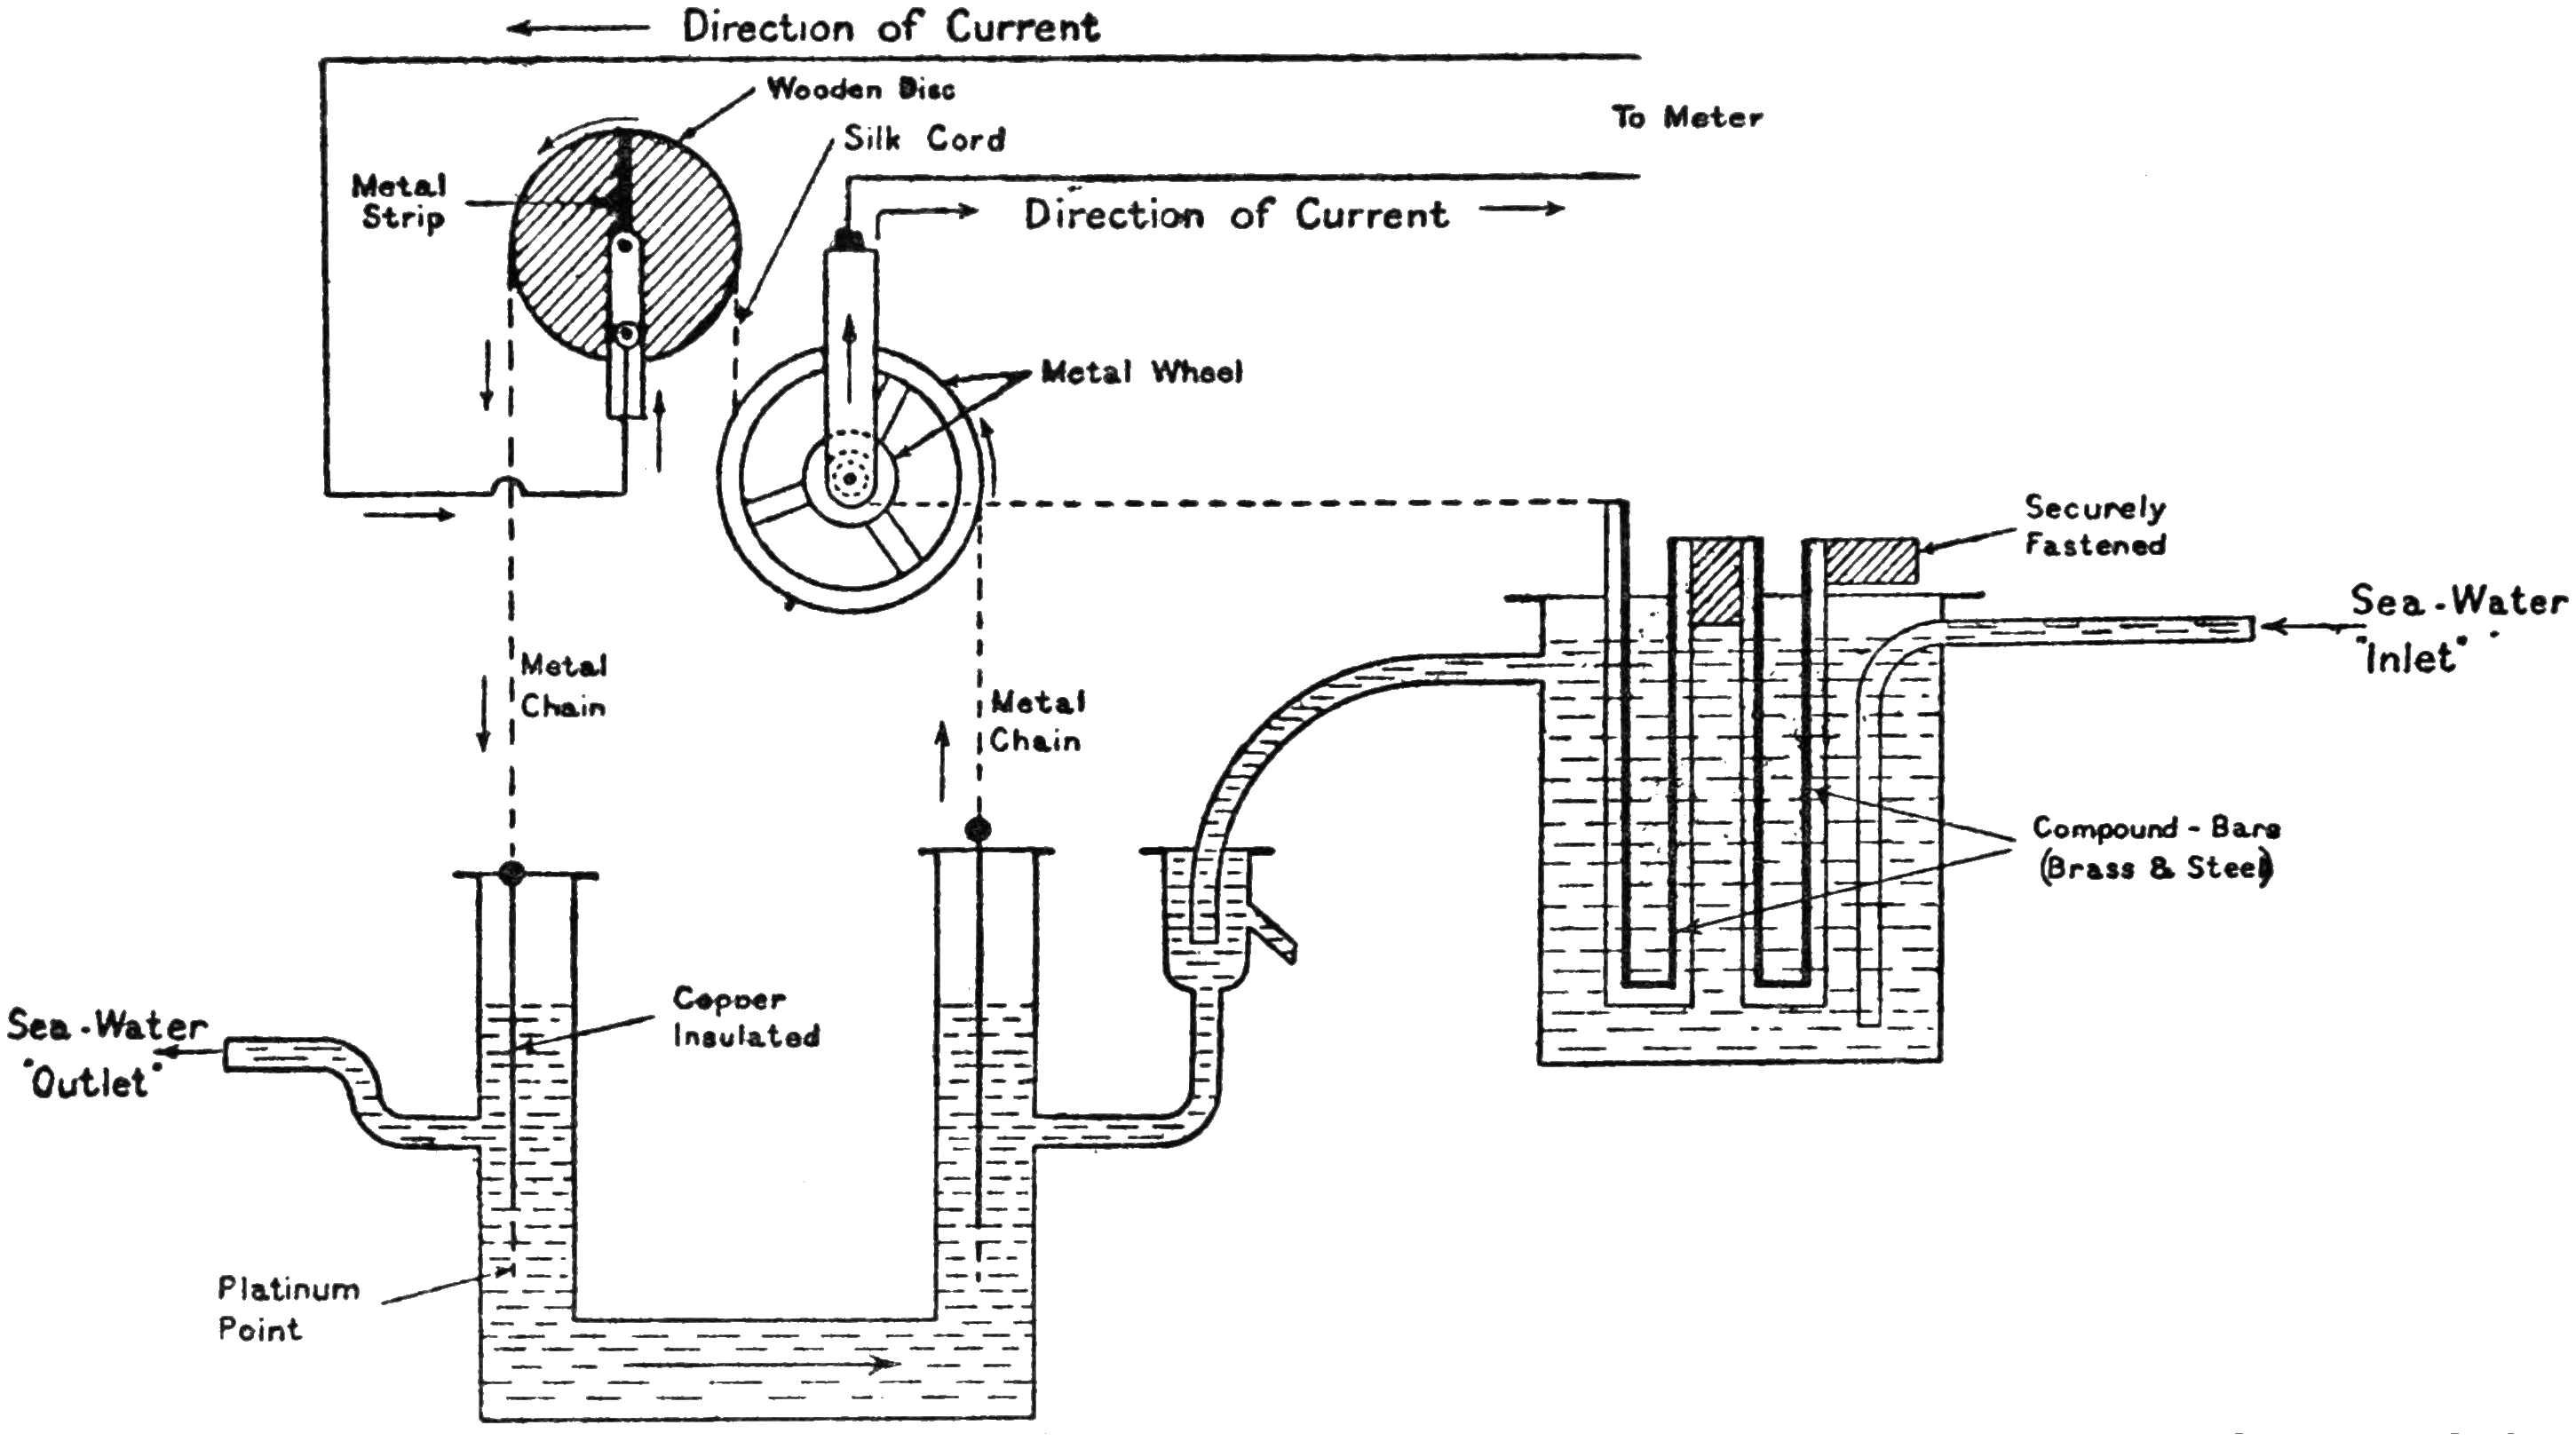 Direction of Current
Wooden Disc
Silk Cord
To Meter
Metal
Strip
Direction of Current
Metal Wheel
Securely
Fastened
Sea-Water
"Inlet"
Metal
Chain
Metal
Chain
Compound-Bars
(Brass & Steel)
Copper
Insulated
Sea-Water
"Outlet"
Platinum
Point